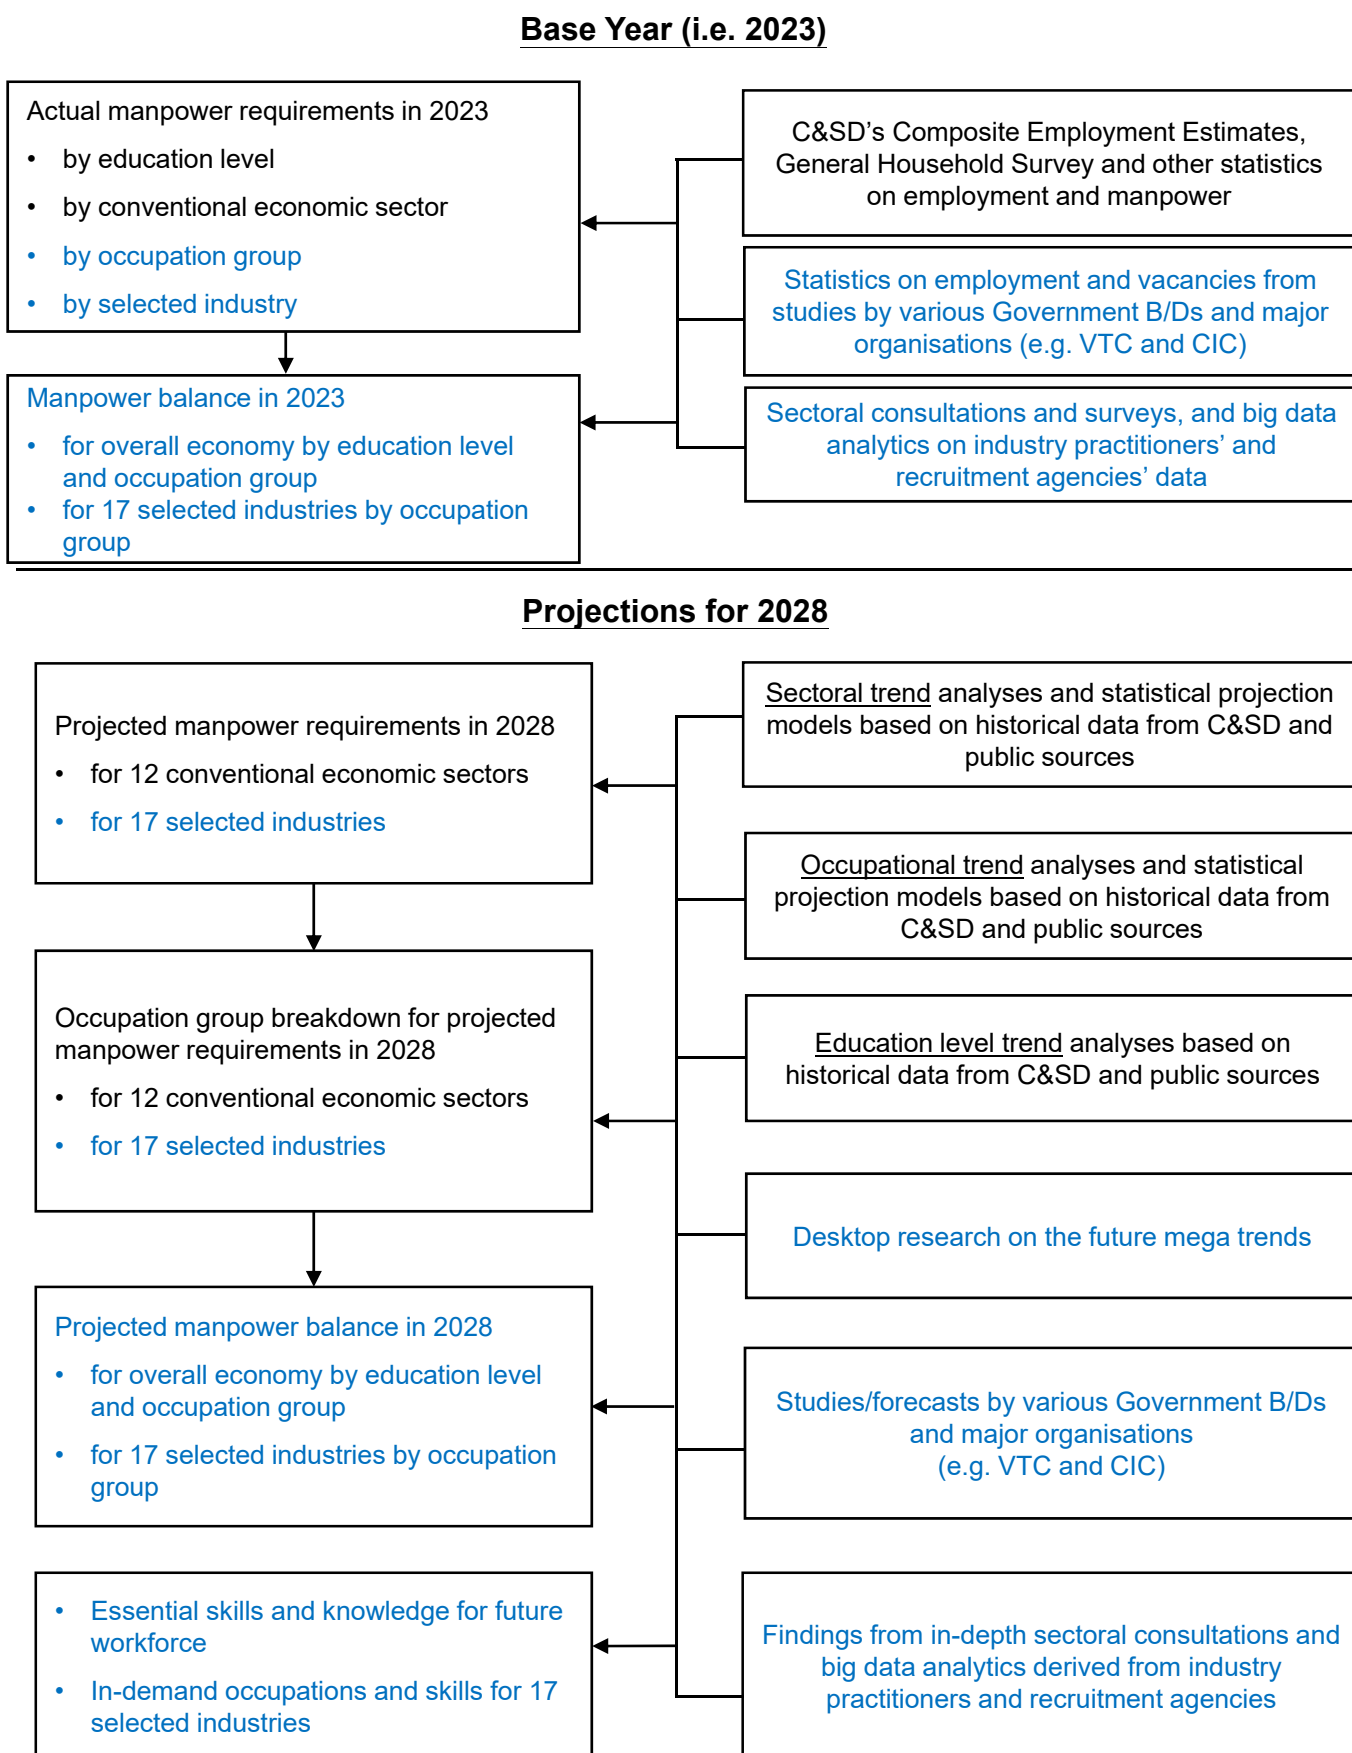 Base Year (i.e. 2023)
Actual manpower requirements in 2023
• by education level
• by conventional economic sector
• by occupation group
• by selected industry
C&SD’s Composite Employment Estimates,
General Household Survey and other statistics
on employment and manpower
Statistics on employment and vacancies from
studies by various Government B/Ds and major
organisations (e.g. VTC and CIC)
Manpower balance in 2023
• for overall economy by education level
and occupation group
• for 17 selected industries by occupation
group
Sectoral consultations and surveys, and big data
analytics on industry practitioners’ and
recruitment agencies’ data
Projections for 2028
Projected manpower requirements in 2028
• for 12 conventional economic sectors
• for 17 selected industries
Sectoral trend analyses and statistical projection
models based on historical data from C&SD and
public sources
Occupational trend analyses and statistical
projection models based on historical data from
C&SD and public sources
Occupation group breakdown for projected
manpower requirements in 2028
• for 12 conventional economic sectors
• for 17 selected industries
Education level trend analyses based on
historical data from C&SD and public sources
Desktop research on the future mega trends
Projected manpower balance in 2028
• for overall economy by education level
and occupation group
• for 17 selected industries by occupation
group
Studies/forecasts by various Government B/Ds
and major organisations
(e.g. VTC and CIC)
• Essential skills and knowledge for future
workforce
• In-demand occupations and skills for 17
selected industries
Findings from in-depth sectoral consultations and
big data analytics derived from industry
practitioners and recruitment agencies